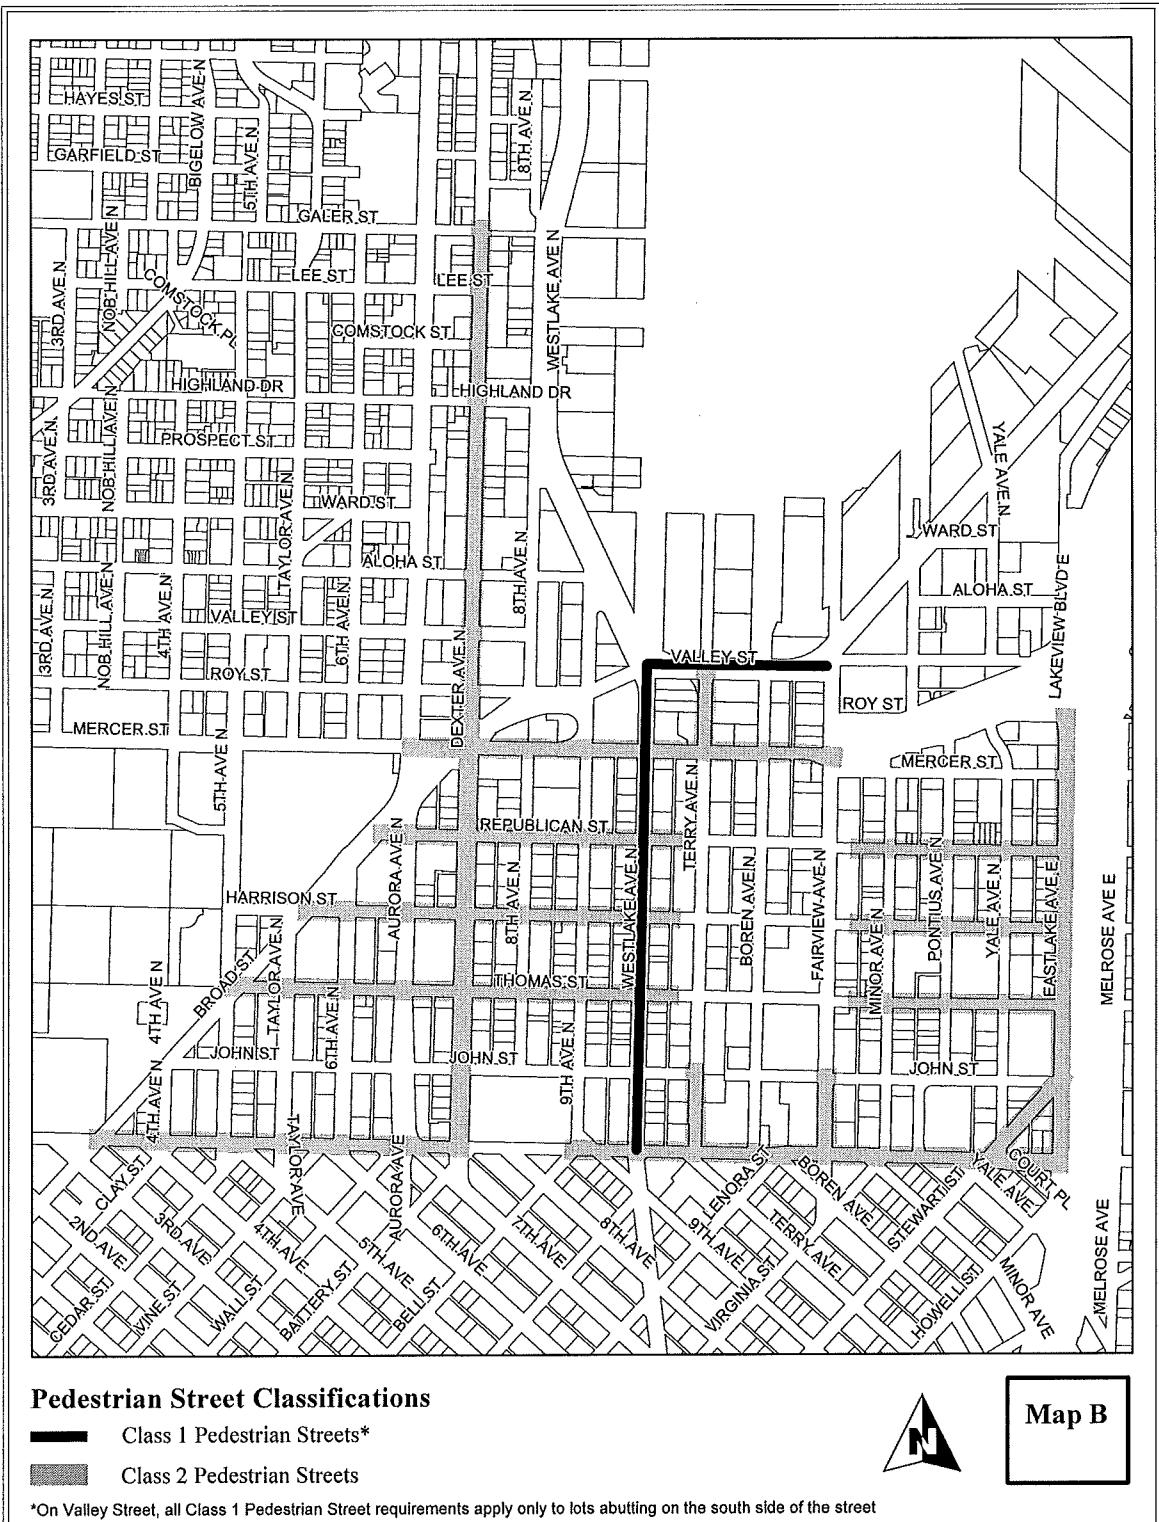 HAYES ST
BIGELOW AVE N
8TH AVE N
5TH AVE N
GARFIELD ST
GALER ST
NOB HILL AVE N
3RD AVE N
COMSTOCK PL
LEE ST
LEE ST
WESTLAKE AVE N
COMSTOCK ST
HIGHLAND DR
HIGHLAND DR
NOB HILL AVE N
3RD AVE N
PROSPECT ST
YALE AVE N
TAYLOR AVE N
WARD ST
WARD ST
8TH AVE N
ALOHA ST
ALOHA ST
LAKEVIEW BLVD E
3RD AVE N
NOB HILL AVE N
4TH AVE N
VALLEY ST
6TH AVE N
DEXTER AVE N
VALLEY ST
ROY ST
ROY ST
MERCER ST
MERCER ST
5TH AVE N
TERRY AVE N
REPUBLICAN ST
AURORA AVE N
8TH AVE N
WESTLAKE AVE N
BOREN AVE N
FAIRVIEW AVE N
MINOR AVE N
PONTIUS AVE N
YALE AVE N
EASTLAKE AVE E
MELROSE AVE E
HARRISON ST
BROAD ST
TAYLOR AVE N
4TH AVE N
THOMAS ST
6TH AVE N
9TH AVE N
JOHN ST
JOHN ST
JOHN ST
4TH AVE N
TAYLOR AVE
AURORA AVE
CLAY ST
LENORA ST
BOREN AVE
STEWART ST
YALE AVE
COURT PL
2ND AVE
3RD AVE
4TH AVE
5TH AVE
6TH AVE
7TH AVE
8TH AVE
9TH AVE
TERRY AVE
MELROSE AVE
CEDAR ST
VINE ST
WALL ST
BATTERY ST
BELL ST
VIRGINIA ST
HOWELL ST
MINOR AVE
Pedestrian Street Classifications
Class 1 Pedestrian Streets*
Class 2 Pedestrian Streets
N
Map B
*On Valley Street, all Class 1 Pedestrian Street requirements apply only to lots abutting on the south side of the street